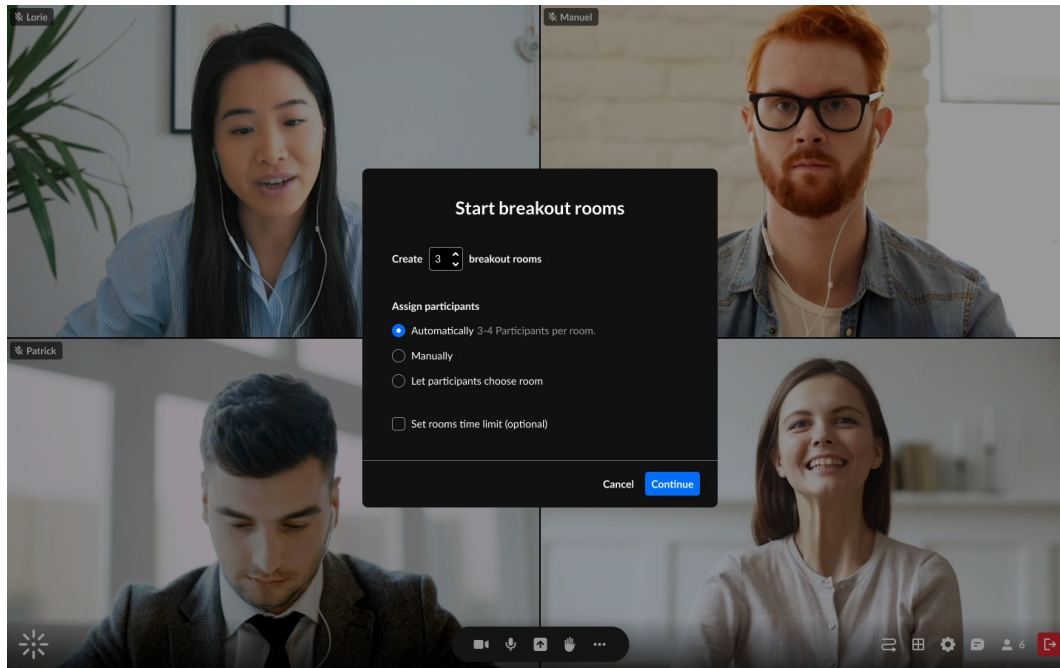 Lorie
Manuel
Start breakout rooms
Create 3 breakout rooms
Assign participants
Automatically 3-4 Participants per room.
Manually
Let participants choose room
Set rooms time limit (optional)
Cancel Continue
Patrick
6